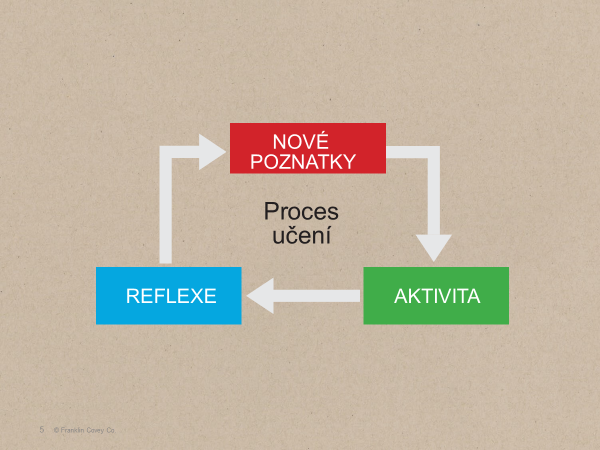 NOVÉ
POZNATKY
Proces
učení
REFLEXE
AKTIVITA
5 © Franklin Covey Co.